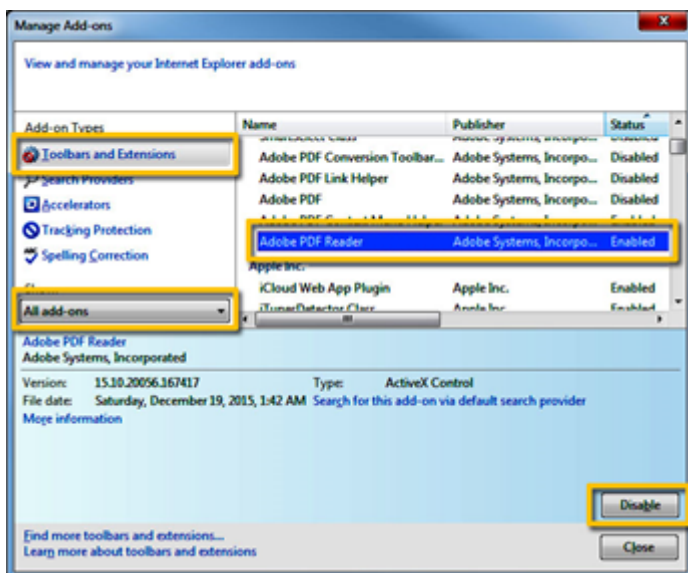 Manage Add-ons
View and manage your Internet Explorer add-ons
Add-on Types
Toolbars and Extensions
Search Providers
Accelerators
Tracking Protection
Spelling Correction
All add-ons
Name Publisher Status
Adobe PDF Conversion Toolbar... Adobe Systems, Incorpo... Disabled
Adobe PDF Link Helper Adobe Systems, Incorpo... Disabled
Adobe PDF Adobe Systems, Incorpo... Disabled
Adobe PDF Reader Adobe Systems, Incorpo... Enabled
Apple Inc.
iCloud Web App Plugin Apple Inc. Enabled
Adobe PDF Reader
Adobe Systems, Incorporated
Version: 15.10.20056.167417 Type: ActiveX Control
File date: Saturday, December 19, 2015, 1:42 AM Search for this add-on via default search provider
More information
Disable
Find more toolbars and extensions...
Learn more about toolbars and extensions
Close